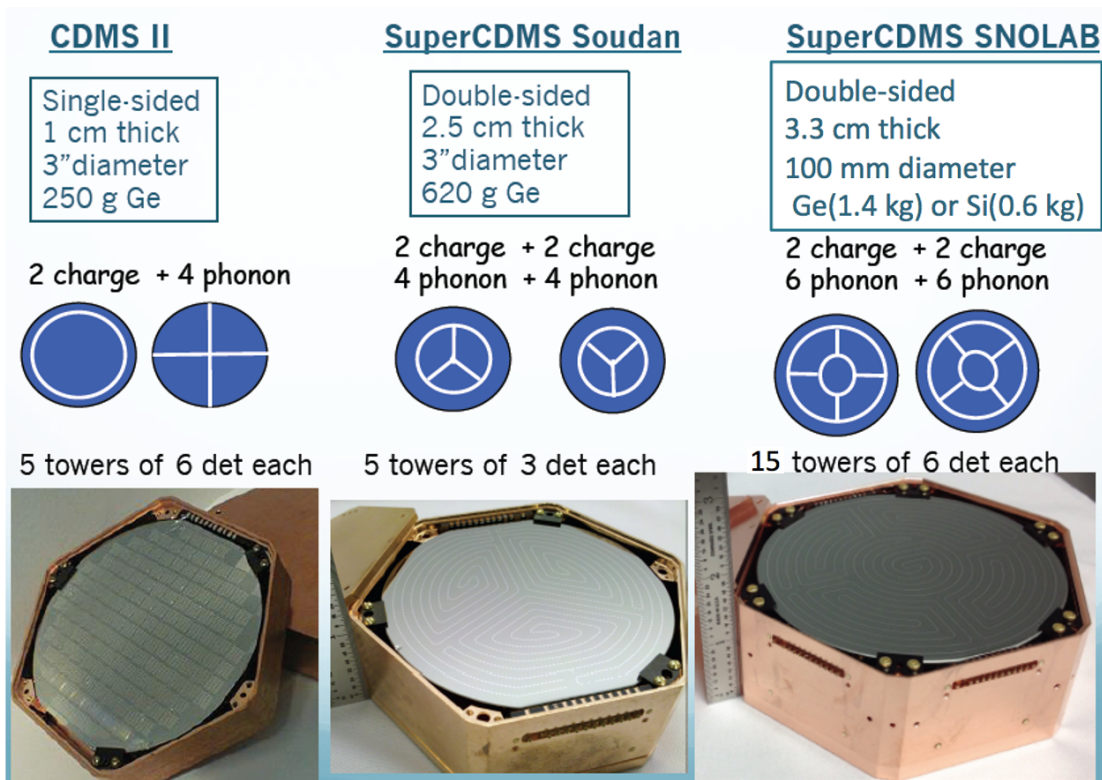 CDMS II
Single-sided
1 cm thick
3”diameter
250 g Ge
2 charge + 4 phonon
5 towers of 6 det each
SuperCDMS Soudan
Double-sided
2.5 cm thick
3”diameter
620 g Ge
2 charge + 2 charge
4 phonon + 4 phonon
5 towers of 3 det each
SuperCDMS SNOLAB
Double-sided
3.3 cm thick
100 mm diameter
Ge(1.4 kg) or Si(0.6 kg)
2 charge + 2 charge
6 phonon + 6 phonon
15 towers of 6 det each